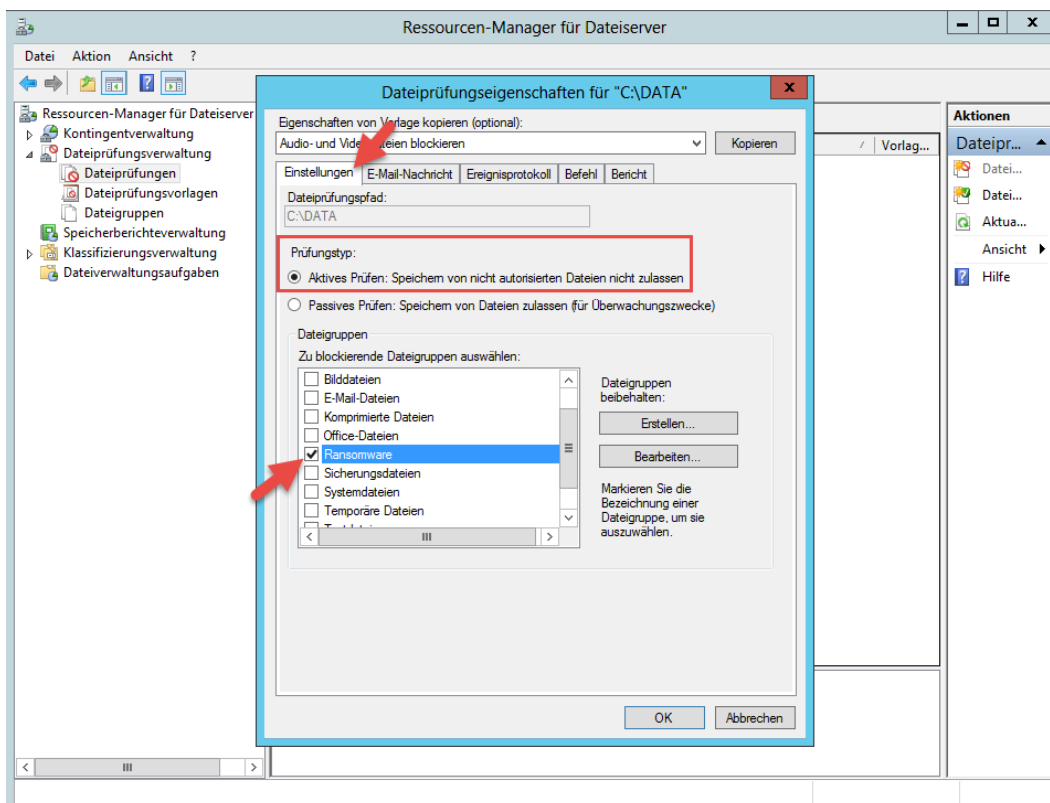 Ressourcen-Manager für Dateiserver
Datei Aktion Ansicht ?
Ressourcen-Manager für Dateiserver
Kontingentverwaltung
Dateiprüfungsverwaltung
Dateiprüfungen
Dateiprüfungsvorlagen
Dateigruppen
Speicherberichteverwaltung
Klassifizierungsverwaltung
Dateiverwaltungsaufgaben
Dateiprüfungseigenschaften für "C:\DATA"
x
Eigenschaften von Vorlage kopieren (optional):
Audio- und Videodateien blockieren
Kopieren
Einstellungen E-Mail-Nachricht Ereignisprotokoll Befehl Bericht
Dateiprüfungspfad:
C:\DATA
Prüfungstyp:
Aktives Prüfen: Speichern von nicht autorisierten Dateien nicht zulassen
Passives Prüfen: Speichern von Dateien zulassen (für Überwachungszwecke)
Dateigruppen
Zu blockierende Dateigruppen auswählen:
Bilddateien
E-Mail-Dateien
Komprimierte Dateien
Office-Dateien
Ransomware
Sicherungsdateien
Systemdateien
Temporäre Dateien
Dateigruppen
beibehalten:
Erstellen...
Bearbeiten...
Markieren Sie die
Bezeichnung einer
Dateigruppe, um sie
auszuwählen.
OK
Abbrechen
Vorlag...
Aktionen
Dateipr...
Datei...
Datei...
Aktua...
Ansicht
Hilfe